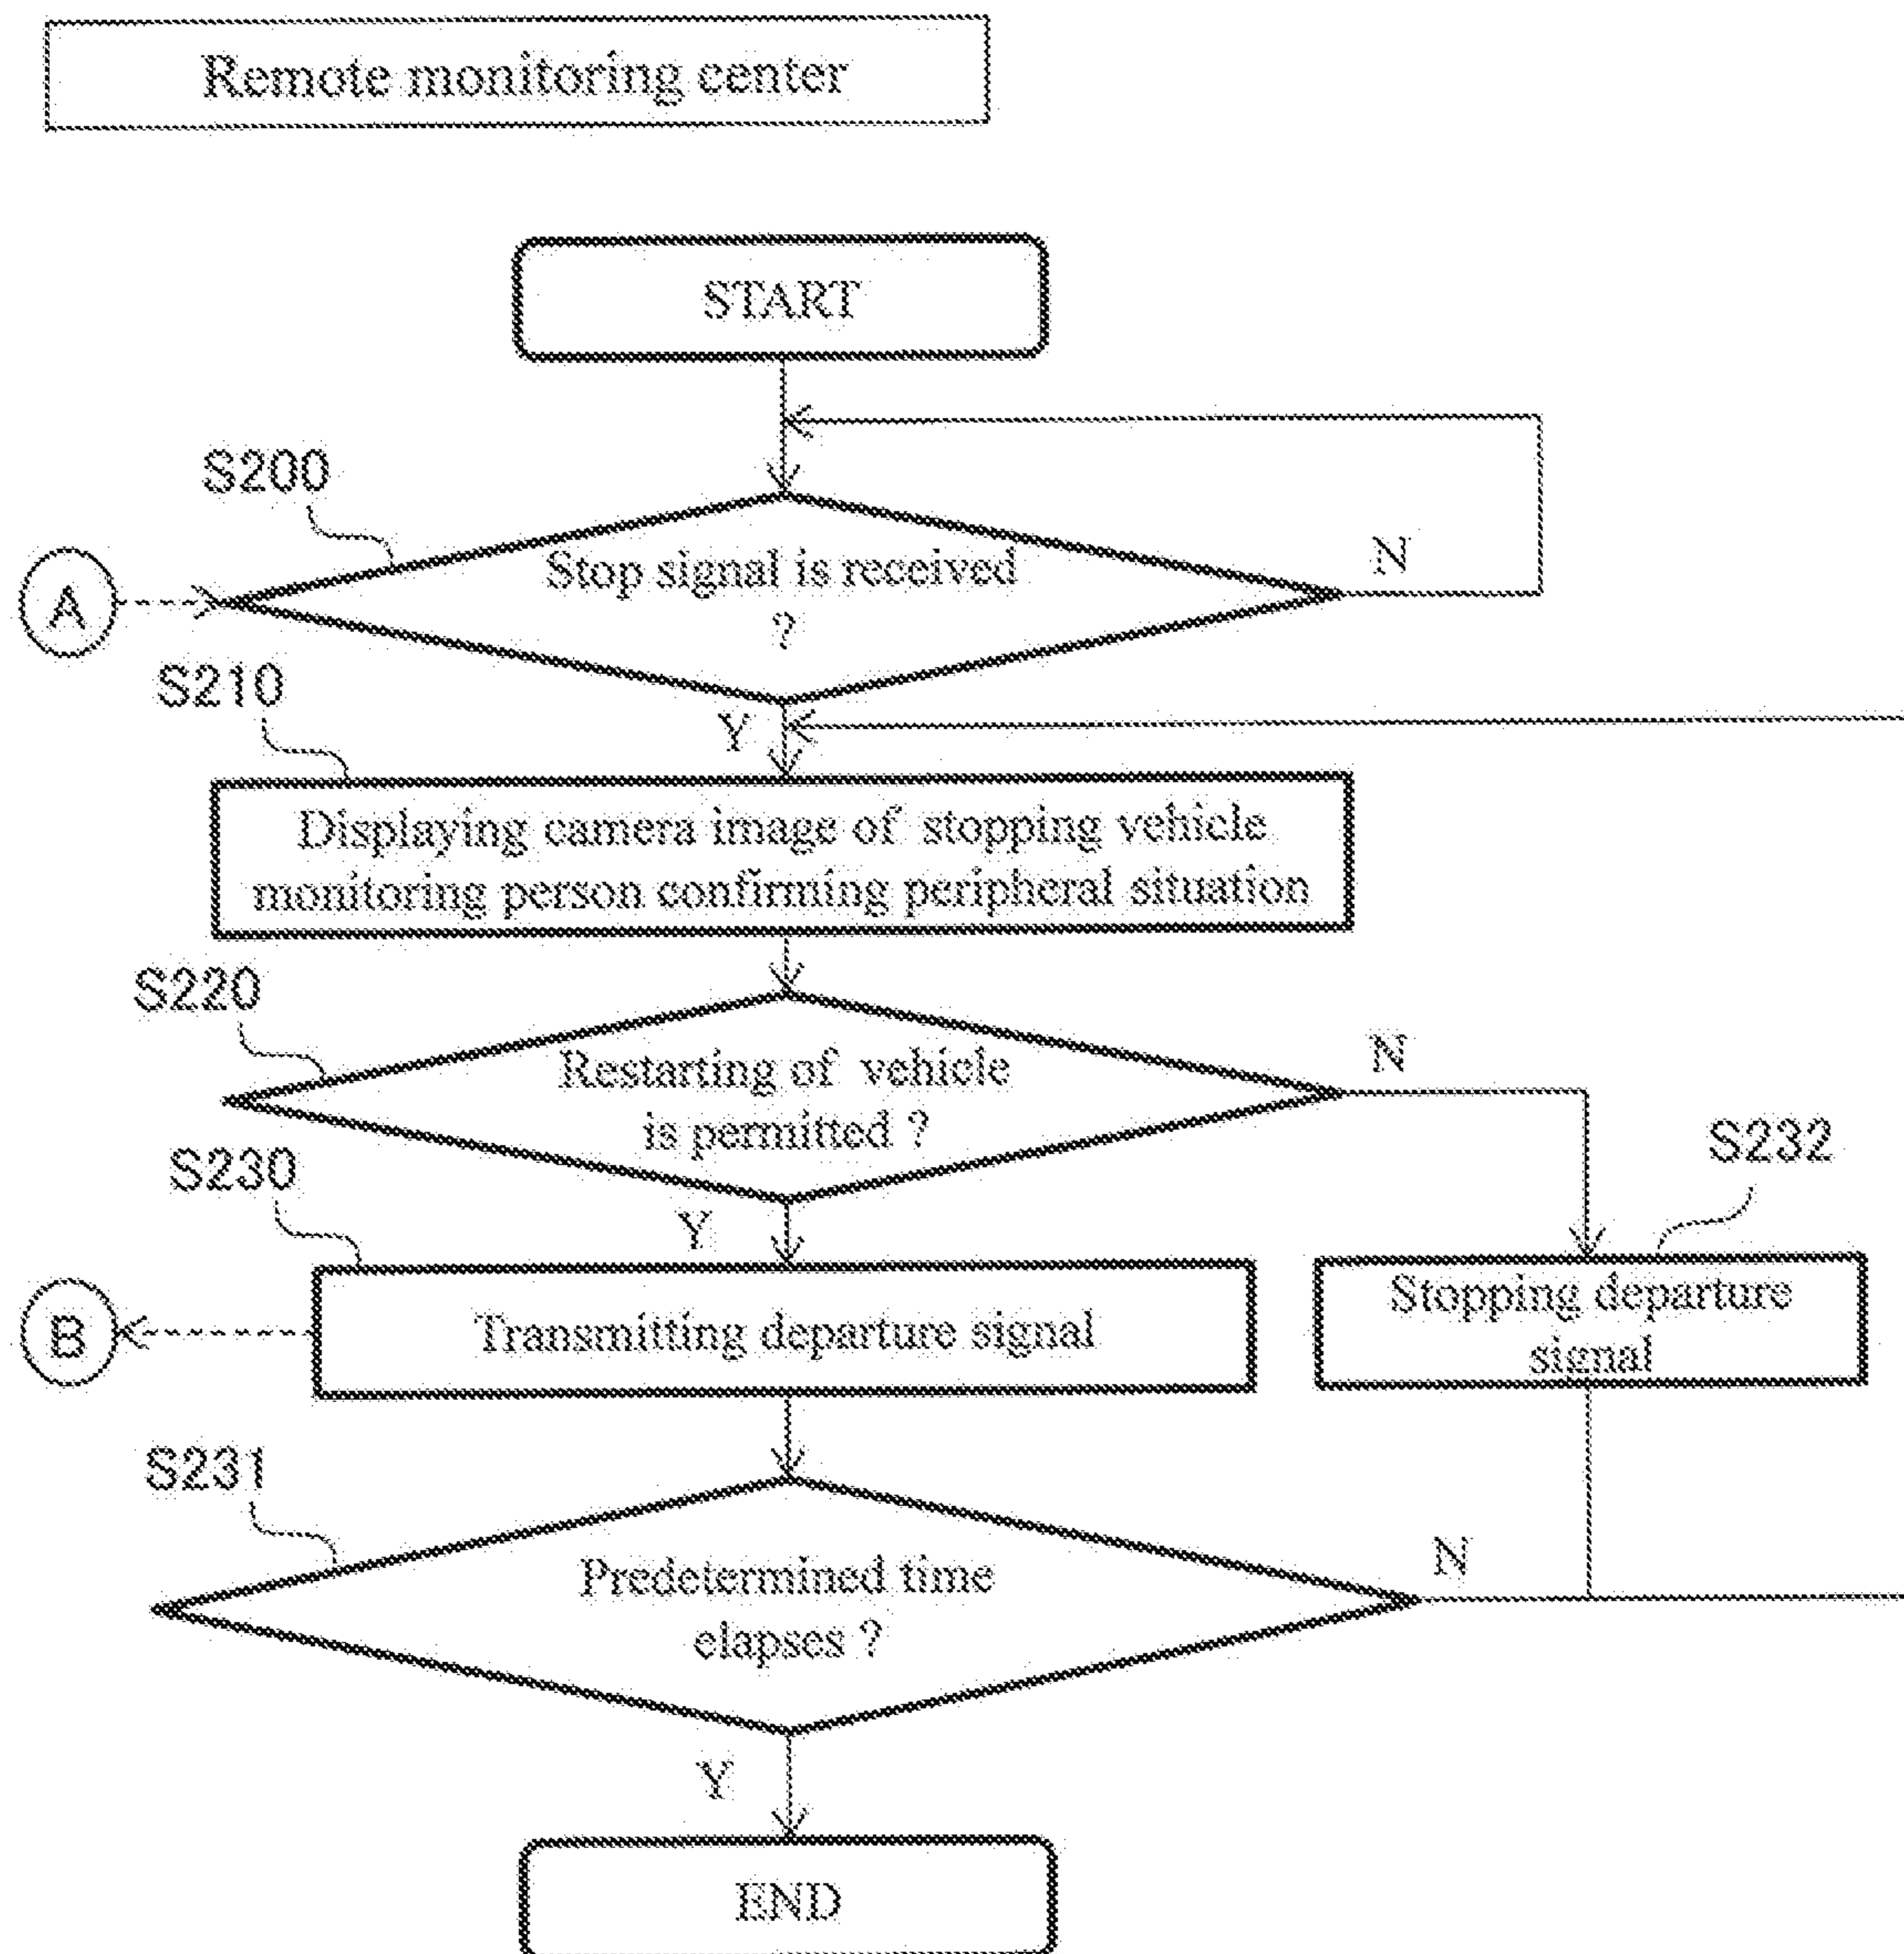 Remote monitoring center
START
S200
Stop signal is received
?
N
A
S210
Y
Displaying camera image of stopping vehicle
monitoring person confirming peripheral situation
S220
Restarting of vehicle
is permitted ?
N
S230
Y
S232
Transmitting departure signal
B
Stopping departure
signal
S231
Predetermined time
elapses ?
N
Y
END